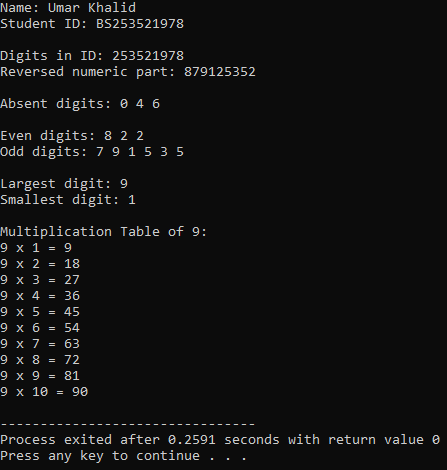 Name: Umar Khalid
Student ID: BS253521978
Digits in ID: 253521978
Reversed numeric part: 879125352
Absent digits: 0 4 6
Even digits: 8 2 2
Odd digits: 7 9 1 5 3 5
Largest digit: 9
Smallest digit: 1
Multiplication Table of 9:
9 x 1 = 9
9 x 2 = 18
9 x 3 = 27
9 x 4 = 36
9 x 5 = 45
9 x 6 = 54
9 x 7 = 63
9 x 8 = 72
9 x 9 = 81
9 x 10 = 90
--------------------------------
Process exited after 0.2591 seconds with return value 0
Press any key to continue . . .